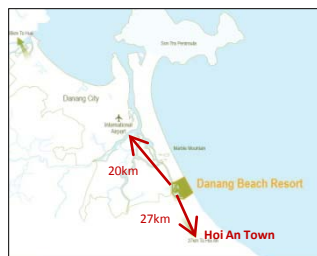 Son Tra Peninsula
Danang City
International
Airport
Marble Mountain
20km
Danang Beach Resort
27km
Hoi An Town